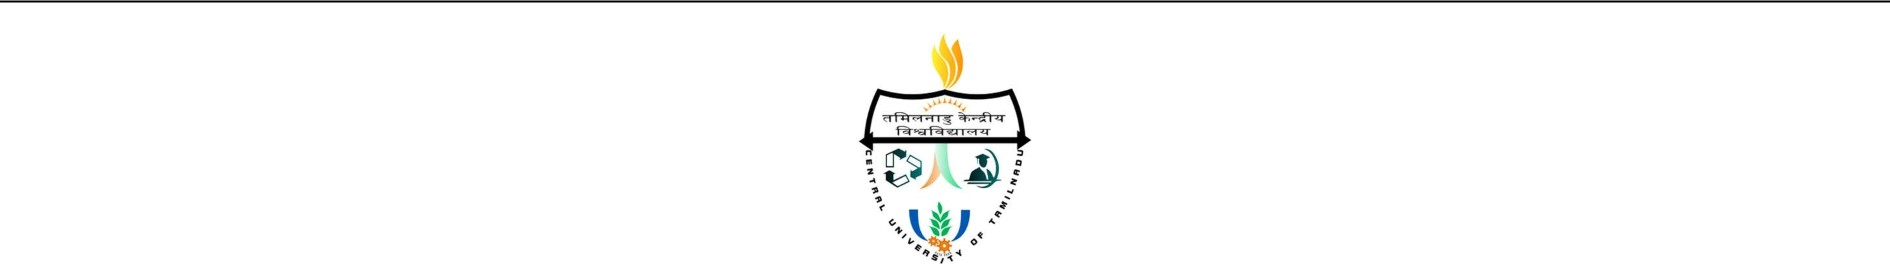 तमिलनाडु केन्द्रीय
विश्वविद्यालय
CENTRAL UNIVERSITY OF TAMILNADU